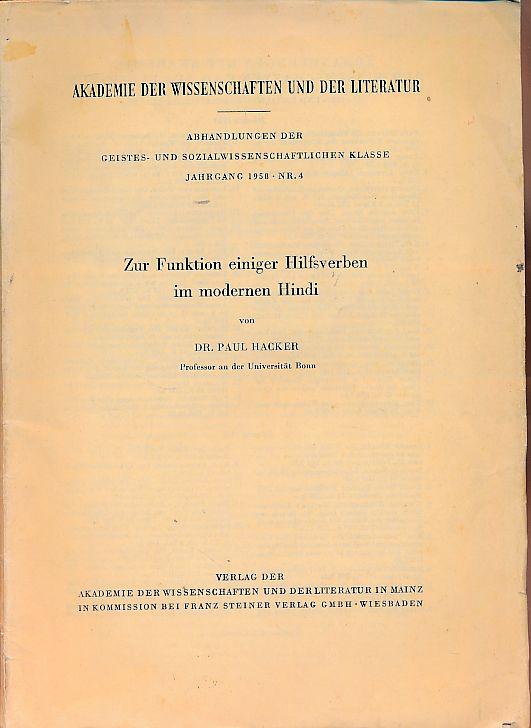 AKADEMIE DER WISSENSCHAFTEN UND DER LITERATUR
ABHANDLUNGEN DER
GEISTES- UND SOZIALWISSENSCHAFTLICHEN KLASSE
JAHRGANG 1958 · NR. 4
Zur Funktion einiger Hilfsverben
im modernen Hindi
von
DR. PAUL HACKER
Professor an der Universität Bonn
VERLAG DER
AKADEMIE DER WISSENSCHAFTEN UND DER LITERATUR IN MAINZ
IN KOMMISSION BEI FRANZ STEINER VERLAG GMBH · WIESBADEN